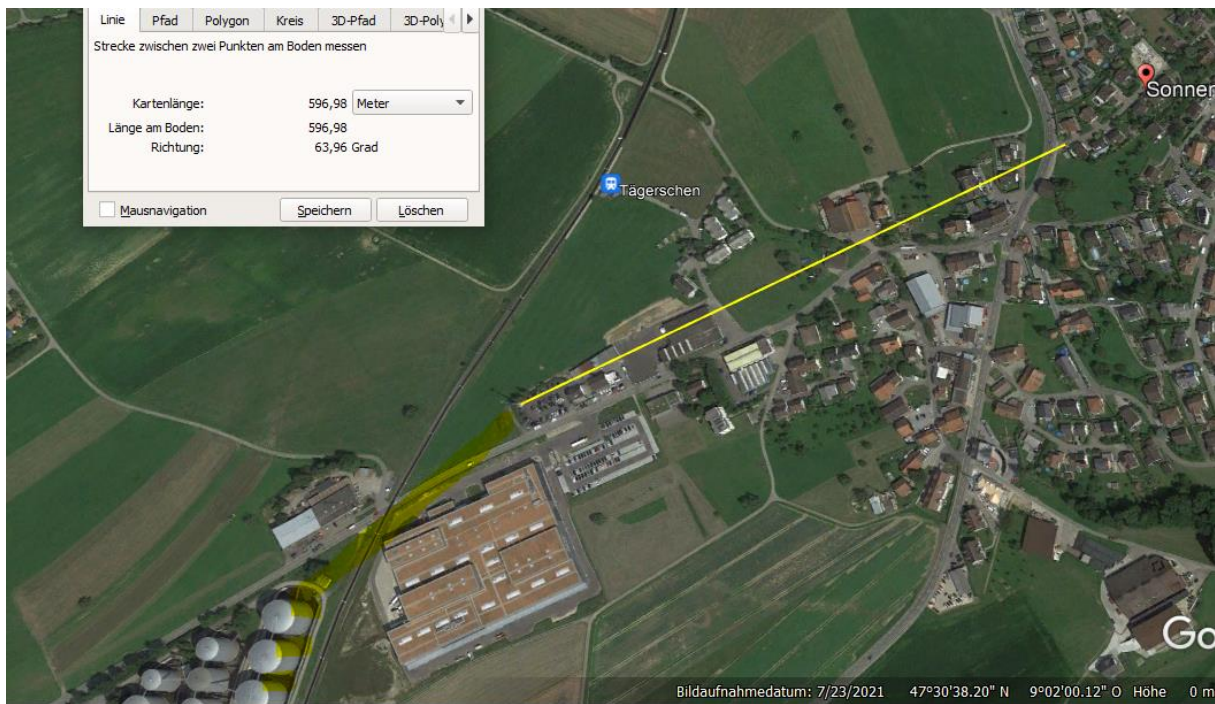 Linie Pfad Polygon Kreis 3D-Pfad 3D-Poly
Strecke zwischen zwei Punkten am Boden messen
Kartenlänge: 596,98 Meter
Länge am Boden: 596,98
Richtung: 63,96 Grad
Mausnavigation Speichern Löschen
Sonner
Tägerschen
Go
Bildaufnahmedatum: 7/23/2021 47°30'38.20" N 9°02'00.12" O Höhe 0 m